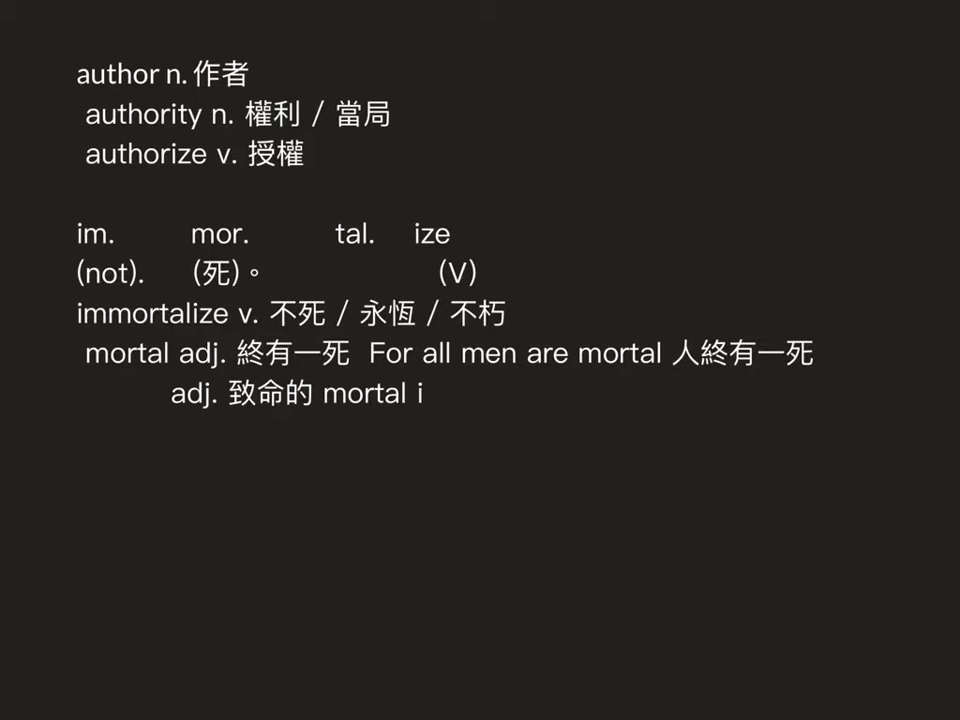 author n. 作者
authority n. 權利 / 當局
authorize v. 授權
im. mor. tal. ize
(not). (死)。 (V)
immortalize v. 不死 / 永恆 / 不朽
mortal adj. 終有一死 For all men are mortal 人終有一死
adj. 致命的 mortal i